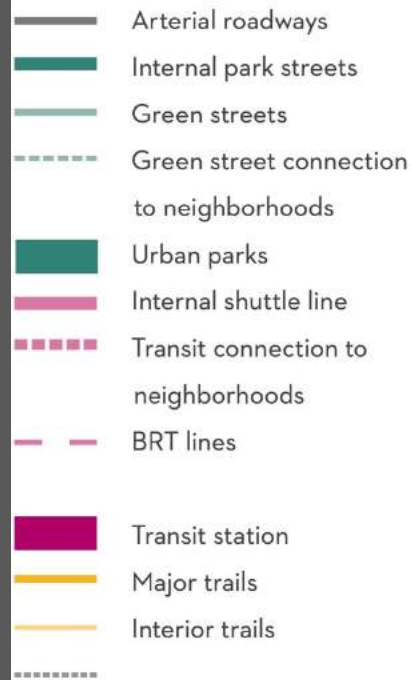 Arterial roadways
Internal park streets
Green streets
Green street connection
to neighborhoods
Urban parks
Internal shuttle line
Transit connection to
neighborhoods
BRT lines
Transit station
Major trails
Interior trails